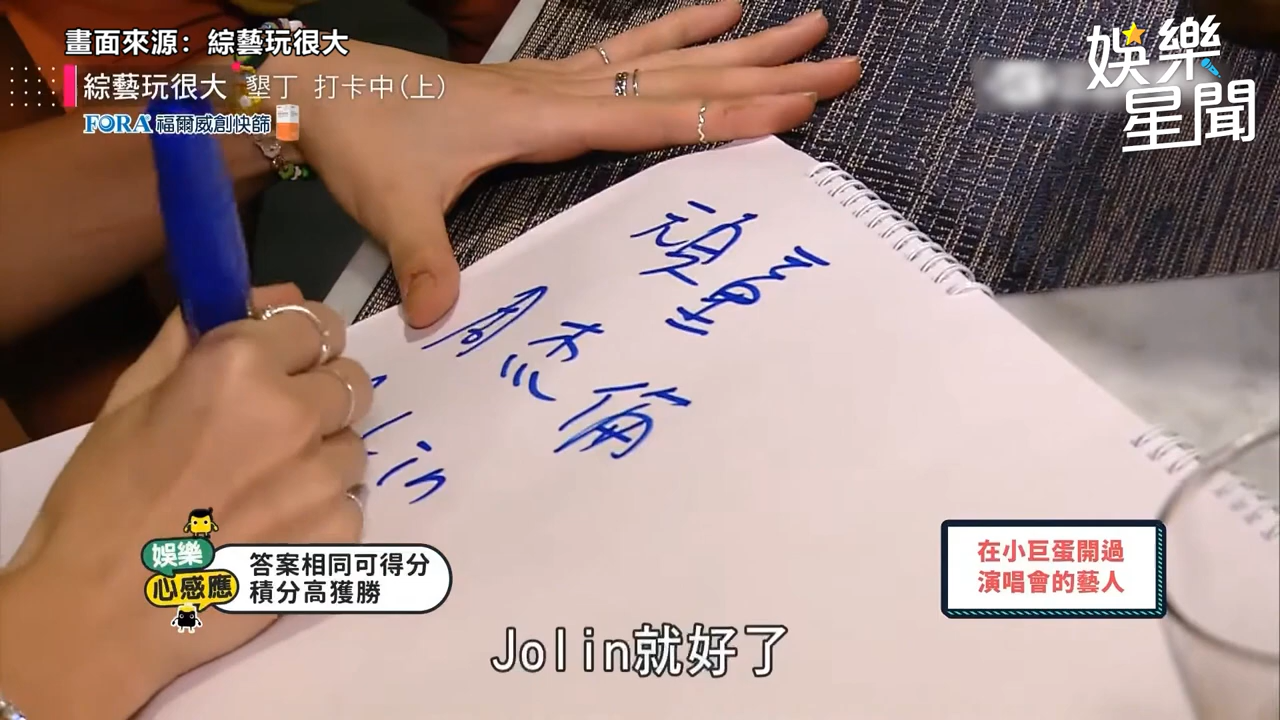 畫面來源：綜藝玩很大
綜藝玩很大 墾丁 打卡中(上)
FORA 福爾威創快篩
娛樂
星聞
頑童
周杰倫
Jolin
娛樂
心感應
答案相同可得分
積分高獲勝
在小巨蛋開過
演唱會的藝人
Jolin就好了